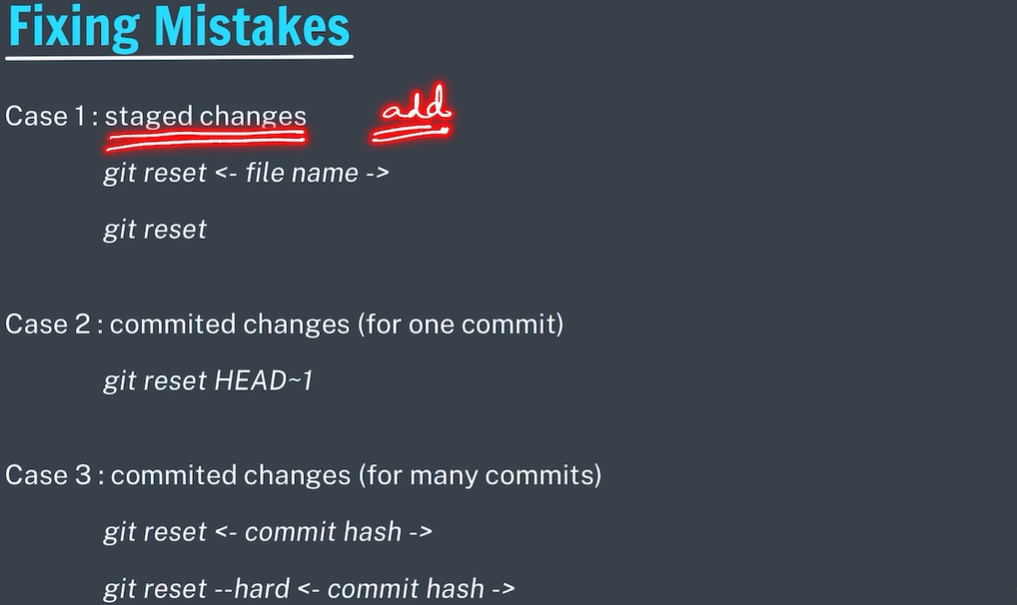 Fixing Mistakes
Case 1 : staged changes add
git reset <- file name ->
git reset
Case 2 : commited changes (for one commit)
git reset HEAD~1
Case 3 : commited changes (for many commits)
git reset <- commit hash ->
git reset --hard <- commit hash ->